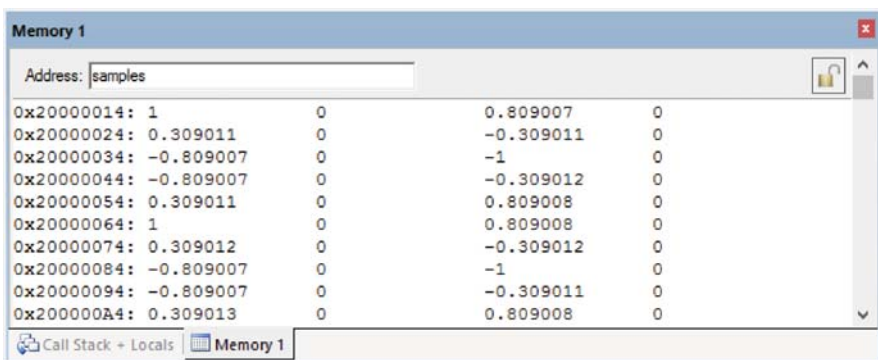 Memory 1
Address: samples
0x20000014: 1 0 0.809007 0
0x20000024: 0.309011 0 -0.309011 0
0x20000034: -0.809007 0 -1 0
0x20000044: -0.809007 0 -0.309012 0
0x20000054: 0.309011 0 0.809008 0
0x20000064: 1 0 0.809008 0
0x20000074: 0.309012 0 -0.309012 0
0x20000084: -0.809007 0 -1 0
0x20000094: -0.809007 0 -0.309011 0
0x200000A4: 0.309013 0 0.809008 0
Call Stack + Locals Memory 1